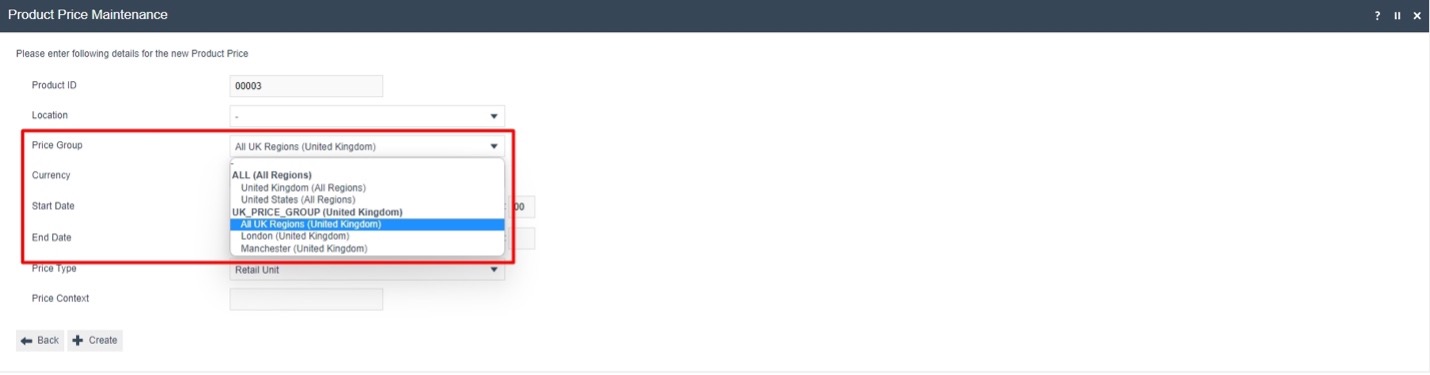 Product Price Maintenance
?
Please enter following details for the new Product Price
Product ID 00003
Location -
Price Group All UK Regions (United Kingdom)
-
Currency ALL (All Regions)
United Kingdom (All Regions)
United States (All Regions)
Start Date : 00
UK_PRICE_GROUP (United Kingdom)
All UK Regions (United Kingdom)
End Date London (United Kingdom)
Manchester (United Kingdom)
Price Type Retail Unit
Price Context
Back Create